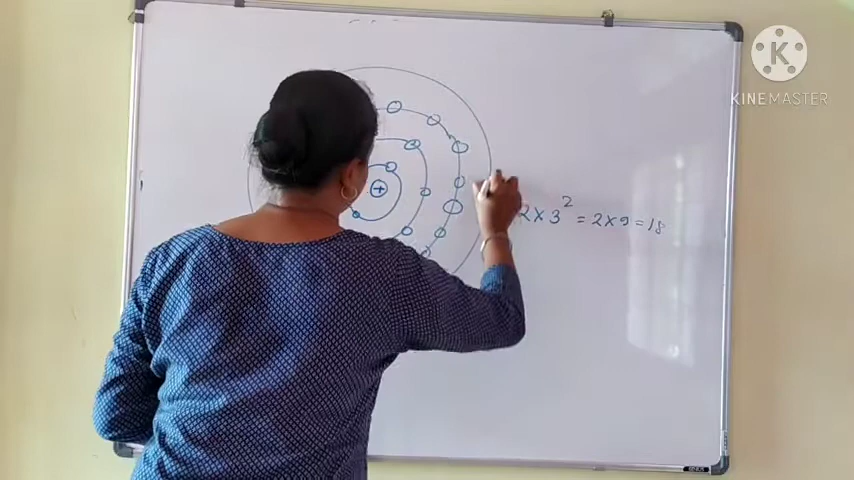 K
KINEMASTER
+
2 × 3² = 2 × 9 = 18